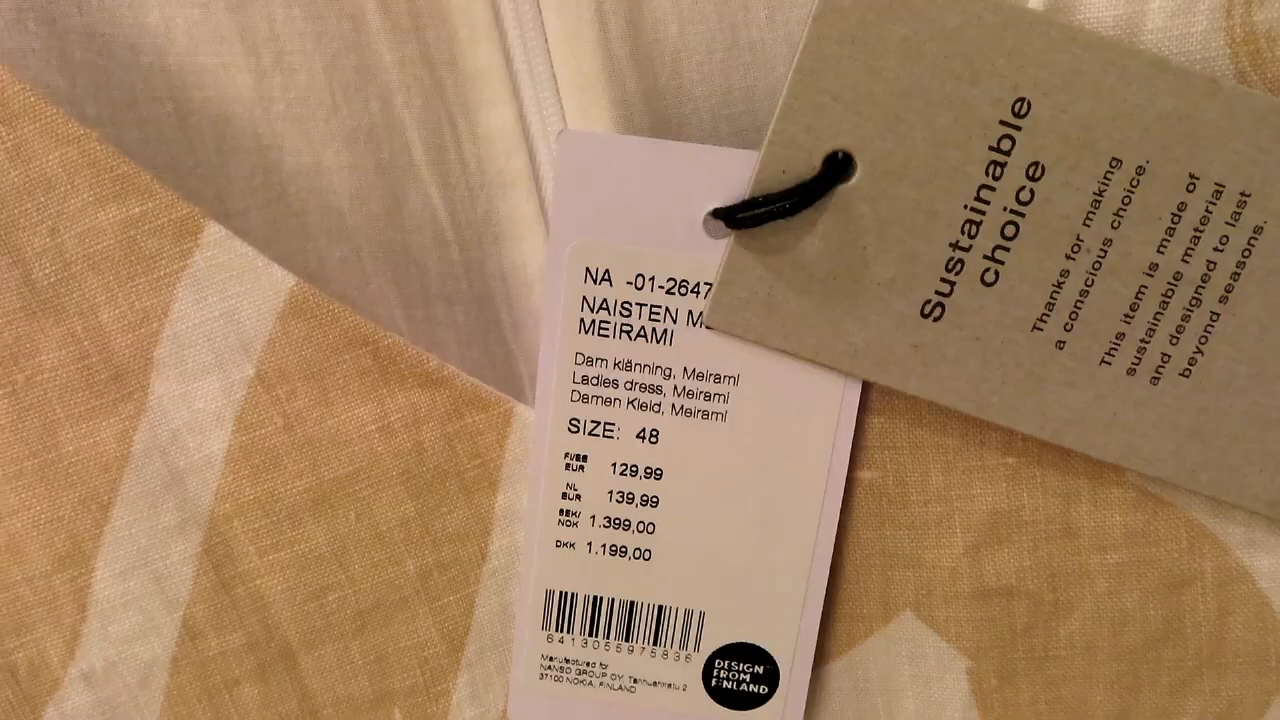 NA -01-2647
NAISTEN M
MEIRAMI
Dam klänning, Meirami
Ladies dress, Meirami
Damen Kleid, Meirami
SIZE: 48
FI/EE
EUR 129,99
NL
EUR 139,99
SEK/
NOK 1.399,00
DKK 1.199,00
6413055975836
Manufactured for
NANSO GROUP OY,
37100 NOKIA, FINLAND
DESIGN
FROM
FINLAND
Sustainable
choice
Thanks for making
a conscious choice.
This item is made of
sustainable material
and designed to last
beyond seasons.